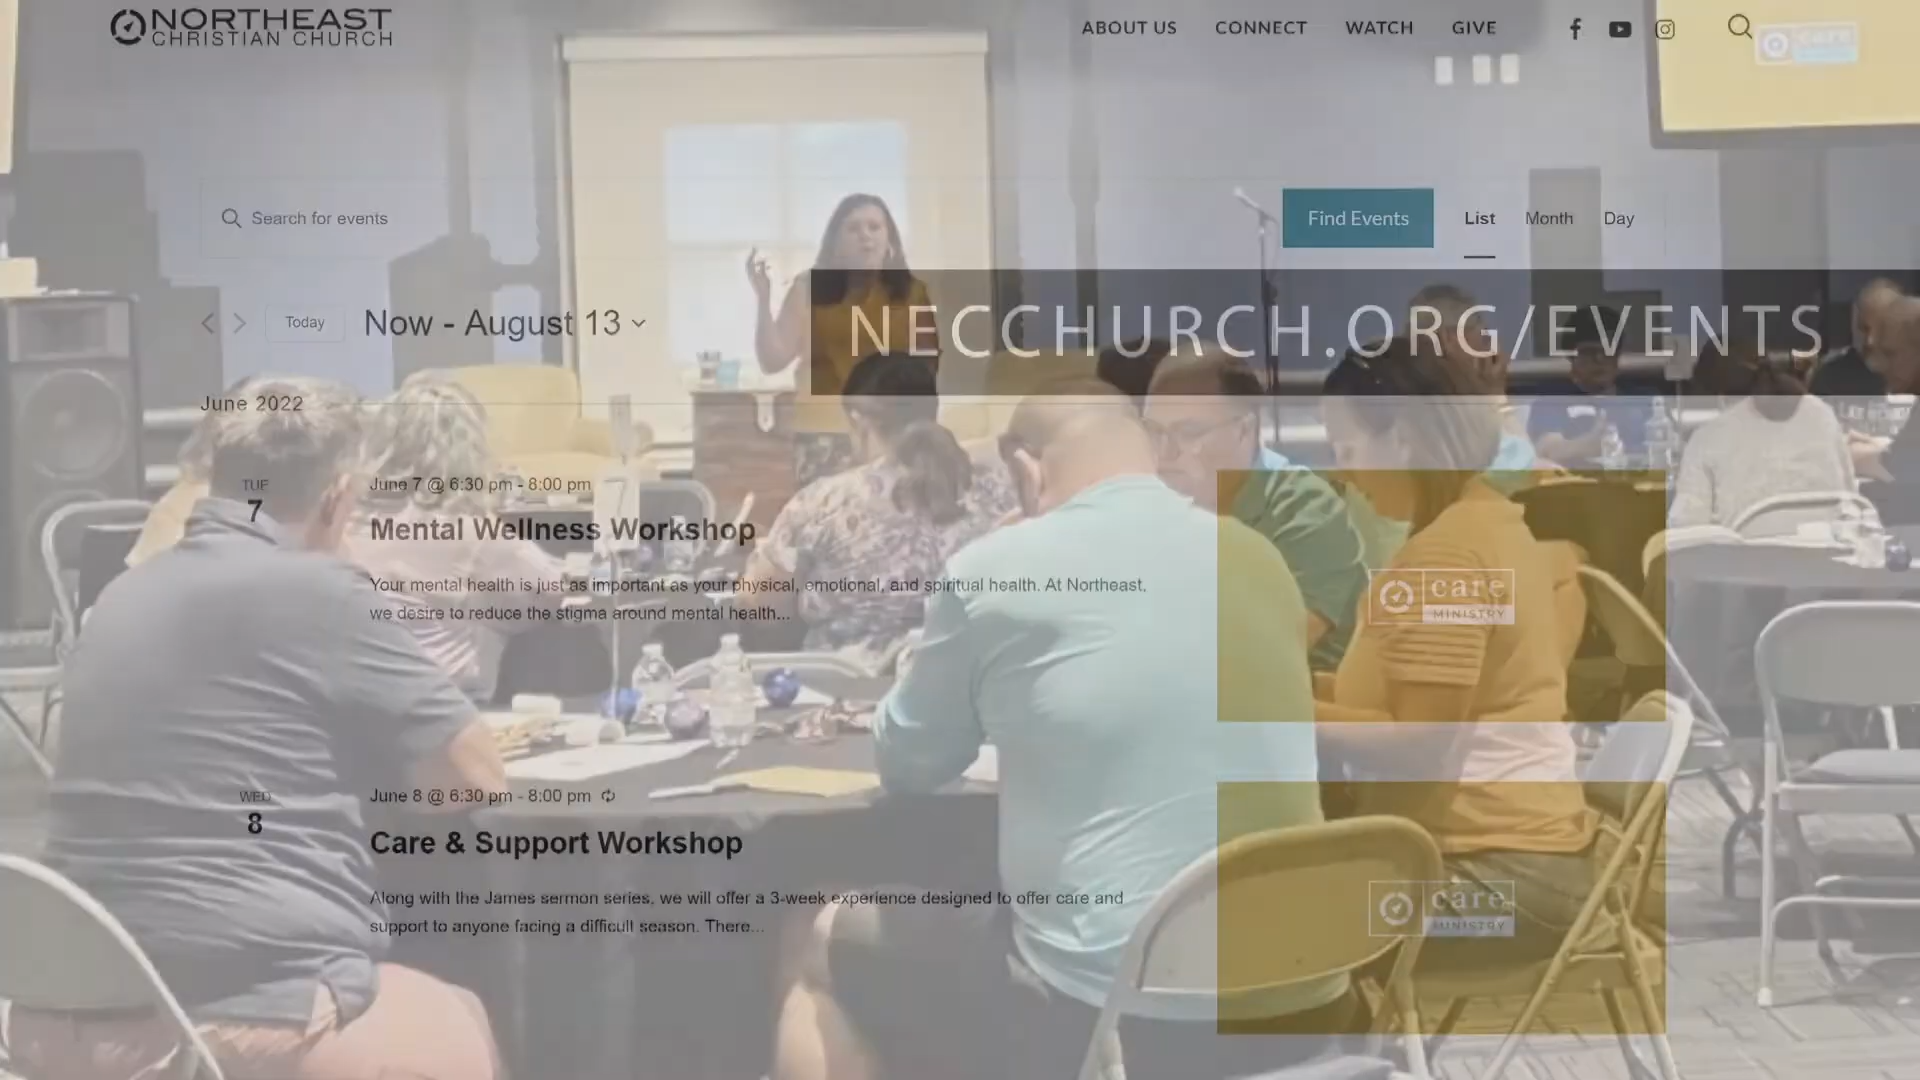 NORTHEAST
CHRISTIAN CHURCH
ABOUT US
CONNECT
WATCH
GIVE
care
Search for events
Find Events
List
Month
Day
Today
Now - August 13
NECCHURCH.ORG/EVENTS
June 2022
TUE
7
June 7 @ 6:30 pm - 8:00 pm
Mental Wellness Workshop
Your mental health is just as important as your physical, emotional, and spiritual health. At Northeast,
we desire to reduce the stigma around mental health...
care
MINISTRY
WED
8
June 8 @ 6:30 pm - 8:00 pm
Care & Support Workshop
Along with the James sermon series, we will offer a 3-week experience designed to offer care and
support to anyone facing a difficult season. There...
care
MINISTRY